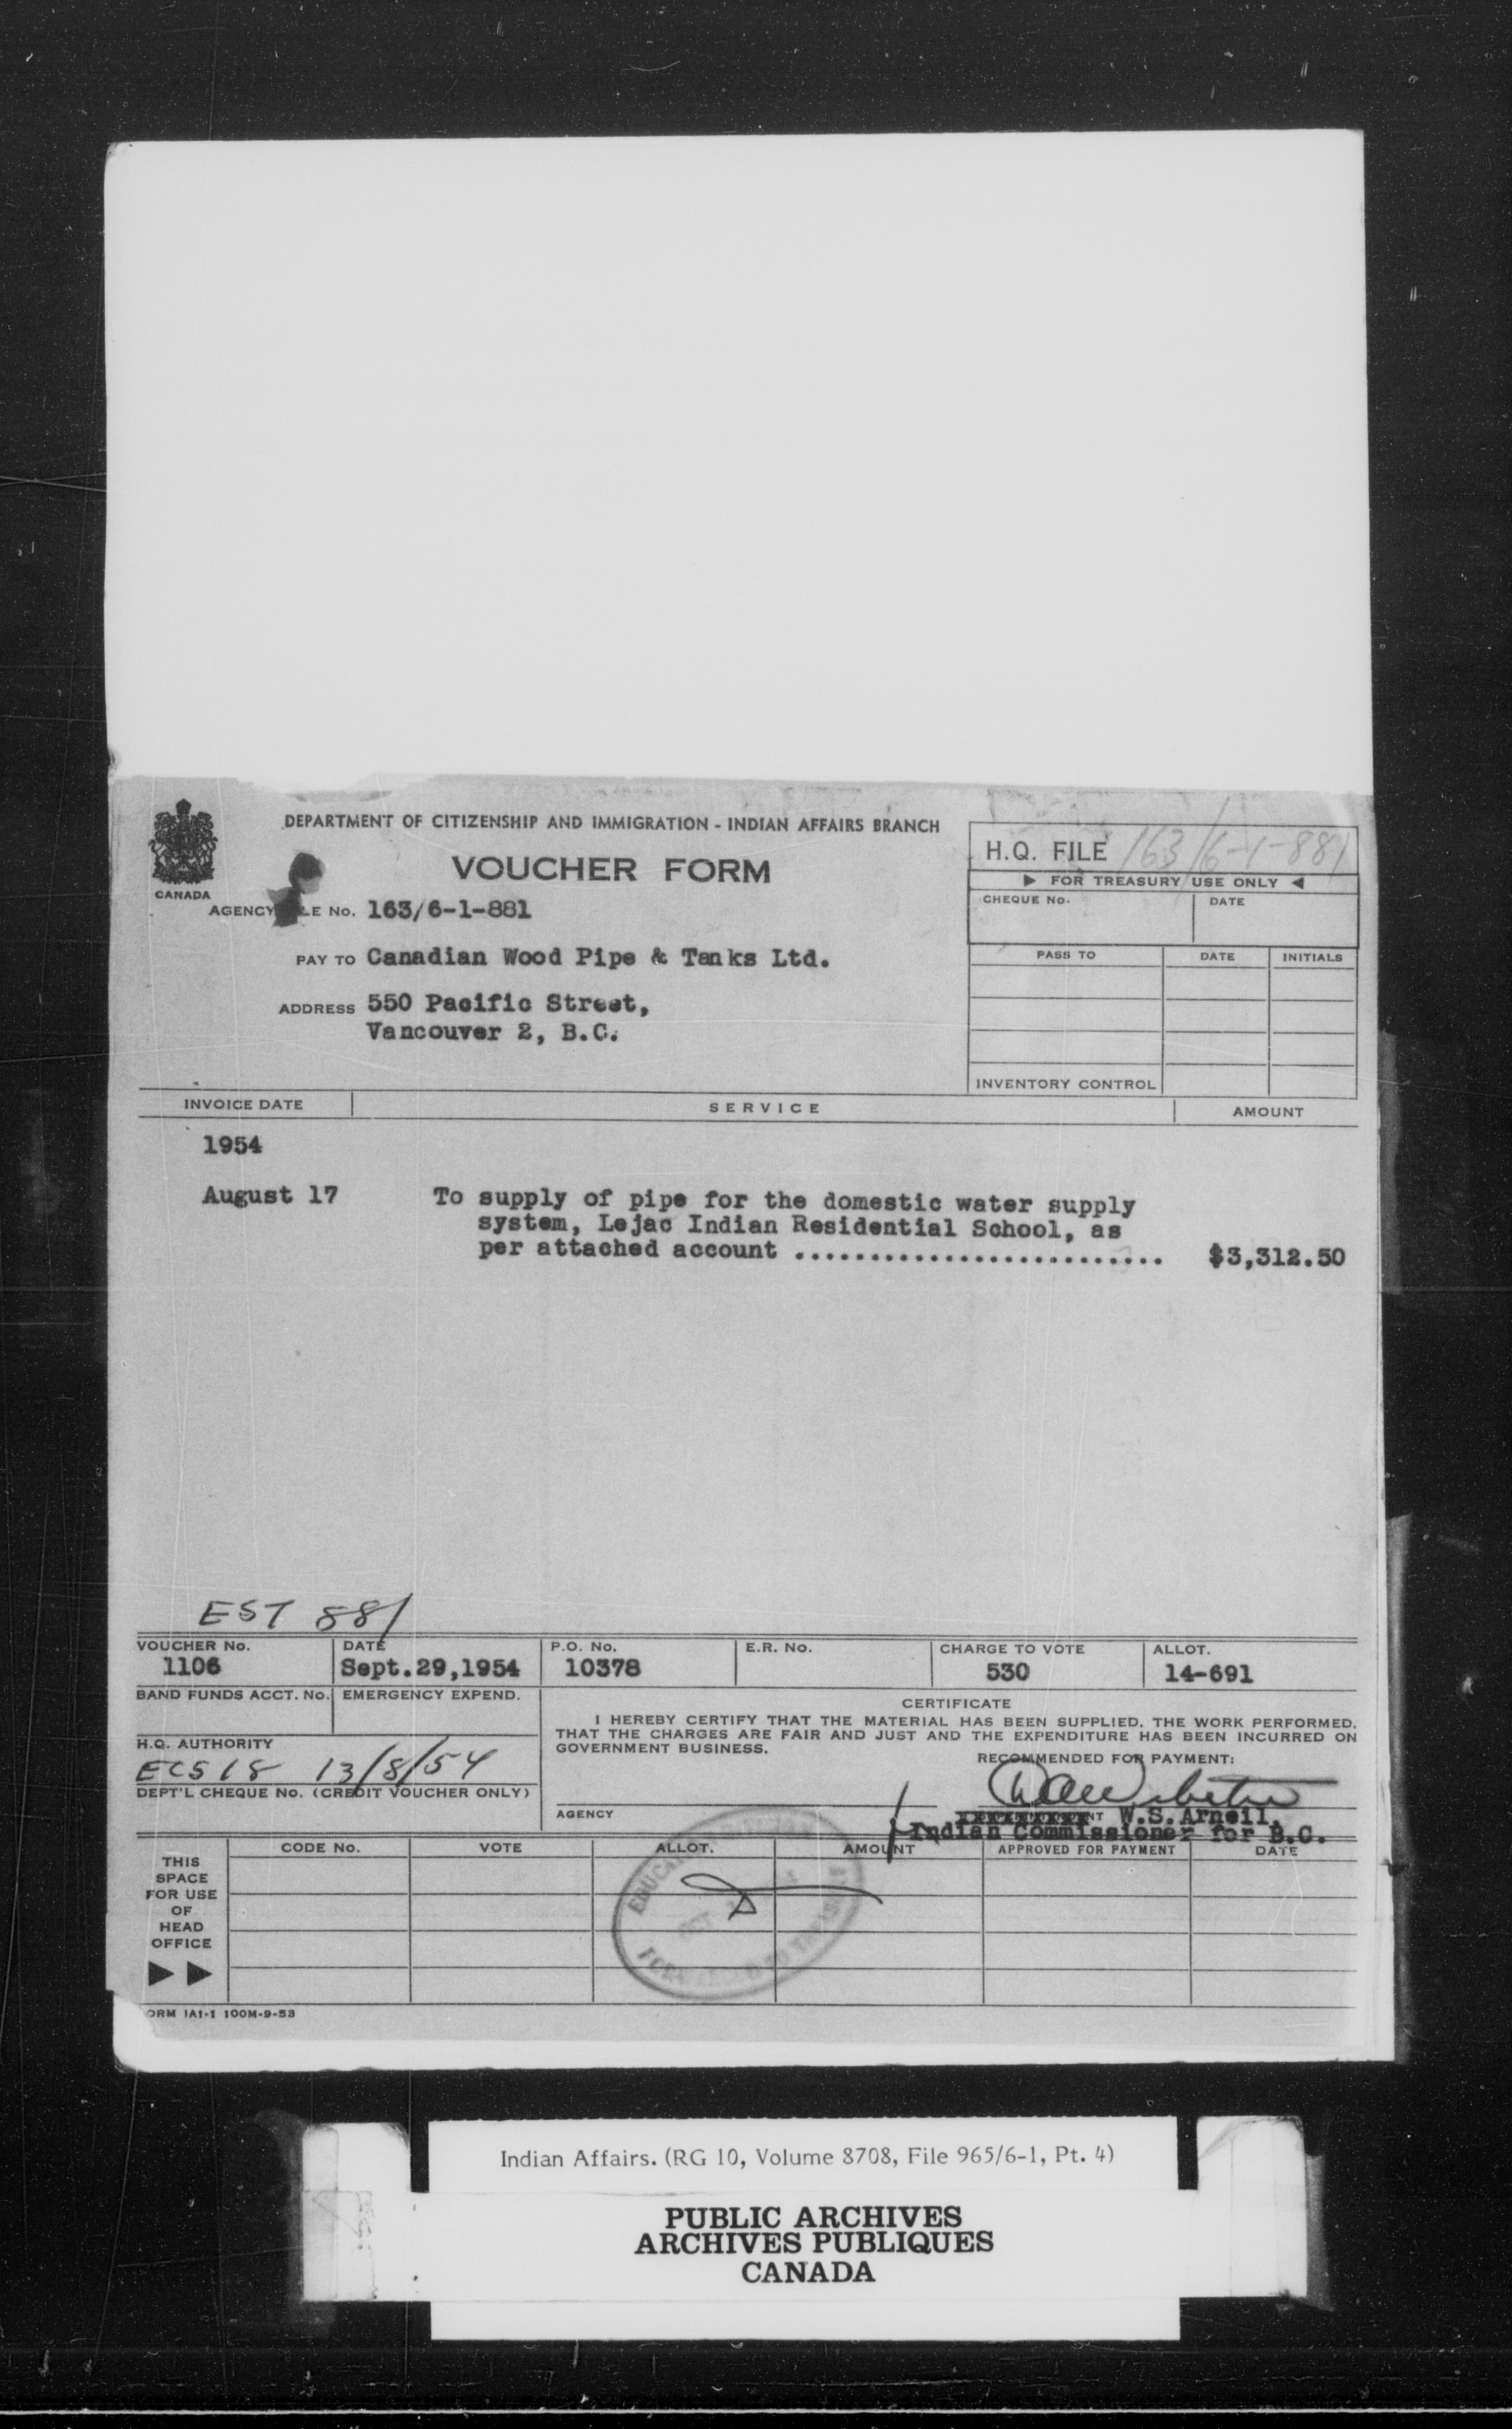 DEPARTMENT OF CITIZENSHIP AND IMMIGRATION - INDIAN AFFAIRS BRANCH
VOUCHER FORM
CANADA
H.Q. FILE 163/6-1-881
▶ FOR TREASURY USE ONLY ◀
CHEQUE No. DATE
AGENCY LE No. 163/6-1-881
PAY TO Canadian Wood Pipe & Tanks Ltd.
PASS TO DATE INITIALS
ADDRESS 550 Pacific Street,
Vancouver 2, B.C.
INVENTORY CONTROL
INVOICE DATE SERVICE AMOUNT
1954
August 17 To supply of pipe for the domestic water supply
system, Lejac Indian Residential School, as
per attached account ......................... $3,312.50
EST 881
VOUCHER No. DATE P.O. No. E.R. No. CHARGE TO VOTE ALLOT.
1106 Sept.29,1954 10378 530 14-691
BAND FUNDS ACCT. No. EMERGENCY EXPEND.
CERTIFICATE
I HEREBY CERTIFY THAT THE MATERIAL HAS BEEN SUPPLIED, THE WORK PERFORMED,
THAT THE CHARGES ARE FAIR AND JUST AND THE EXPENDITURE HAS BEEN INCURRED ON
GOVERNMENT BUSINESS.
H.Q. AUTHORITY
ECS 18 13/8/54
RECOMMENDED FOR PAYMENT:
DEPT'L CHEQUE No. (CREDIT VOUCHER ONLY)
AGENCY
W.S. Arneil,
Indian Commissioner for B.C.
CODE No. VOTE ALLOT. AMOUNT APPROVED FOR PAYMENT DATE
THIS
SPACE
FOR USE
OF
HEAD
OFFICE
▶ ▶
OCT
ORM IA1-1 100M-9-53
Indian Affairs. (RG 10, Volume 8708, File 965/6-1, Pt. 4)
PUBLIC ARCHIVES
ARCHIVES PUBLIQUES
CANADA